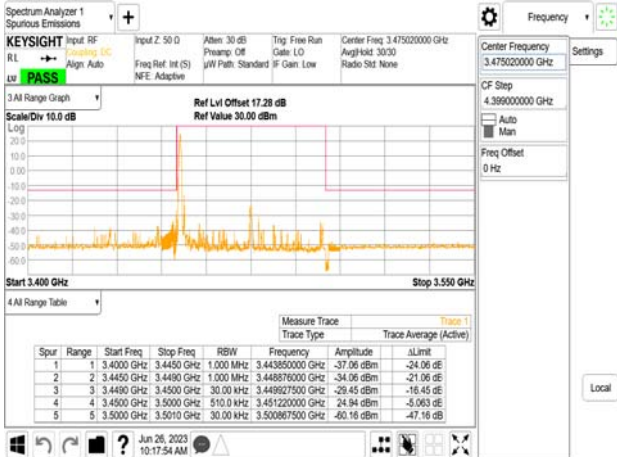 Spectrum Analyzer 1
Spurious Emissions
Frequency
KEYSIGHT Input: RF
Coupling: DC
Align: Auto
RL
LV PASS
Input Z: 50 Ω
Freq Ref: Int (S)
NFE: Adaptive
Atten: 30 dB
Preamp: Off
µW Path: Standard
Trig: Free Run
Gate: LO
IF Gain: Low
Center Freq: 3.475020000 GHz
Avg|Hold: 30/30
Radio Std: None
Center Frequency
3.475020000 GHz
Settings
CF Step
4.399000000 GHz
Auto
Man
Freq Offset
0 Hz
Local
3 All Range Graph
Scale/Div 10.0 dB
Ref Lvl Offset 17.28 dB
Ref Value 30.00 dBm
Log
20.0
10.0
0.00
-10.0
-20.0
-30.0
-40.0
-50.0
-60.0
Start 3.400 GHz
Stop 3.550 GHz
4 All Range Table
Measure Trace Trace 1
Trace Type Trace Average (Active)
Spur Range Start Freq Stop Freq RBW Frequency Amplitude ΔLimit
1 1 3.4000 GHz 3.4450 GHz 1.000 MHz 3.443850000 GHz -37.06 dBm -24.06 dB
2 2 3.4450 GHz 3.4490 GHz 1.000 MHz 3.448876000 GHz -34.06 dBm -21.06 dB
3 3 3.4490 GHz 3.4500 GHz 30.00 kHz 3.449927500 GHz -29.45 dBm -16.45 dB
4 4 3.4500 GHz 3.5000 GHz 510.0 kHz 3.451220000 GHz 24.94 dBm -5.063 dB
5 5 3.5000 GHz 3.5010 GHz 30.00 kHz 3.500867500 GHz -60.16 dBm -47.16 dB
Jun 26, 2023
10:17:54 AM